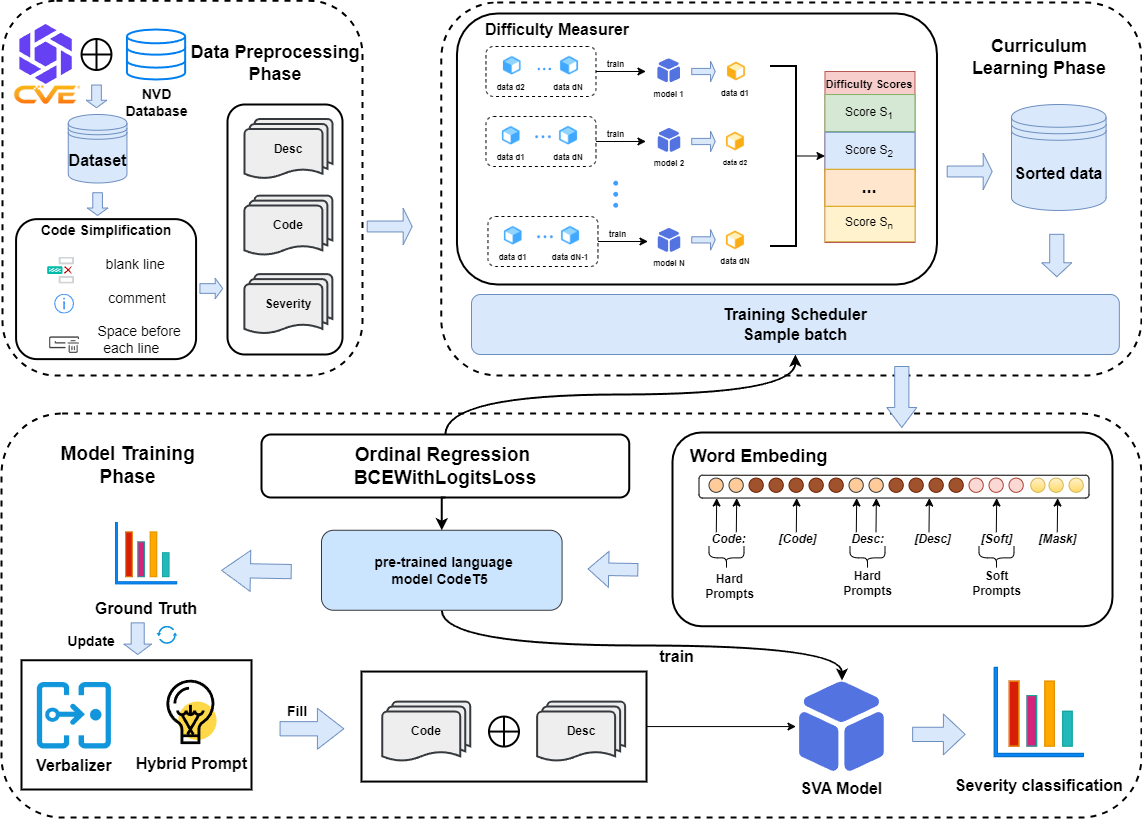 CVE
NVD
Database
Data Preprocessing
Phase
Dataset
Code Simplification
blank line
comment
Space before
each line
Desc
Code
Severity
Difficulty Measurer
data d2
...
data dN
train
model 1
data d1
data d1
...
data dN
train
model 2
data d2
data d1
...
data dN-1
train
model N
data dN
Difficulty Scores
Score S1
Score S2
...
Score Sn
Curriculum
Learning Phase
Sorted data
Training Scheduler
Sample batch
Model Training
Phase
Ordinal Regression
BCEWithLogitsLoss
pre-trained language
model CodeT5
Word Embeding
Code:
[Code]
Desc:
[Desc]
[Soft]
[Mask]
Hard
Prompts
Hard
Prompts
Soft
Prompts
Ground Truth
Update
Verbalizer
Hybrid Prompt
Fill
Code
Desc
train
SVA Model
Severity classification